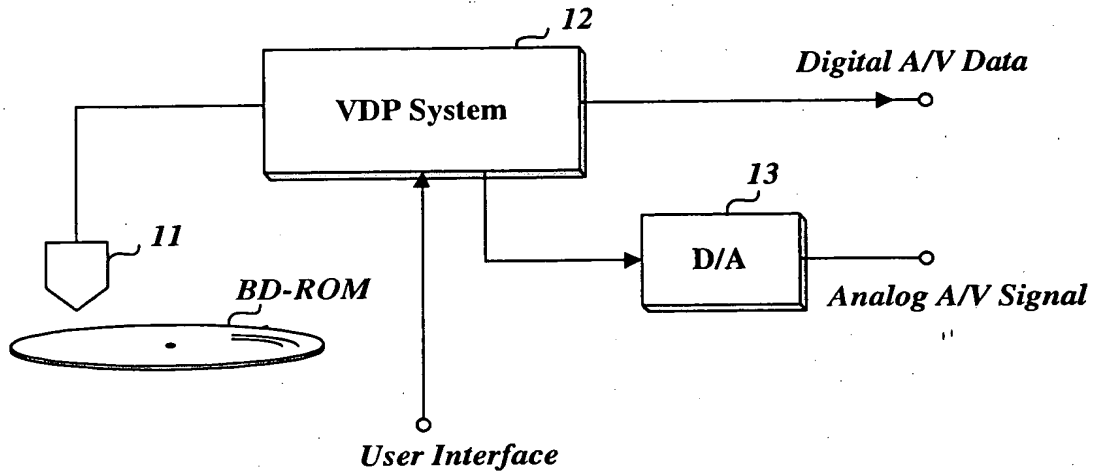 12
VDP System
Digital A/V Data
13
D/A
Analog A/V Signal
11
BD-ROM
User Interface